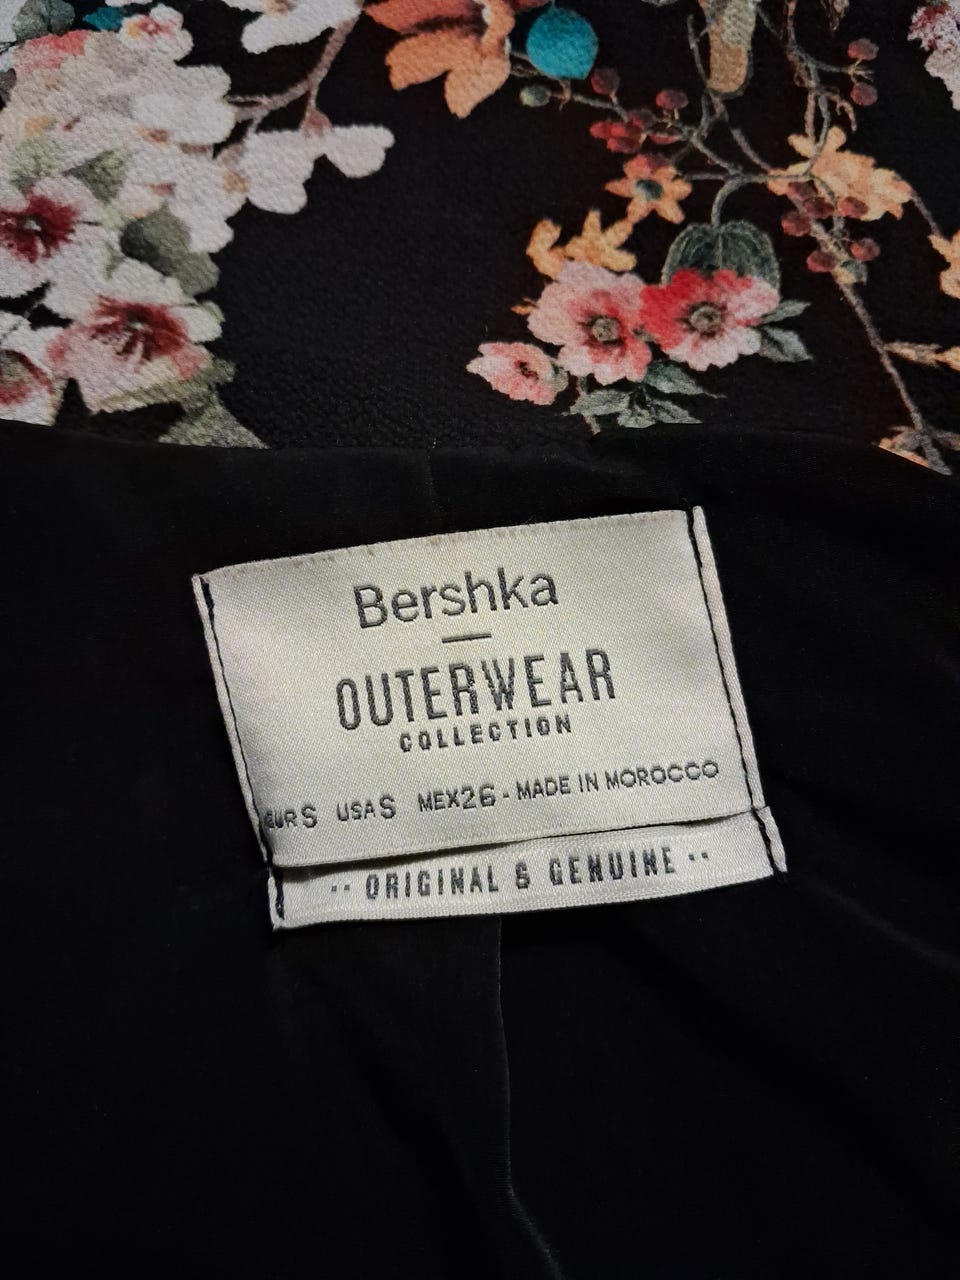 Bershka
OUTERWEAR
COLLECTION
EUR S USA S MEX 26 - MADE IN MOROCCO
·· ORIGINAL & GENUINE ··